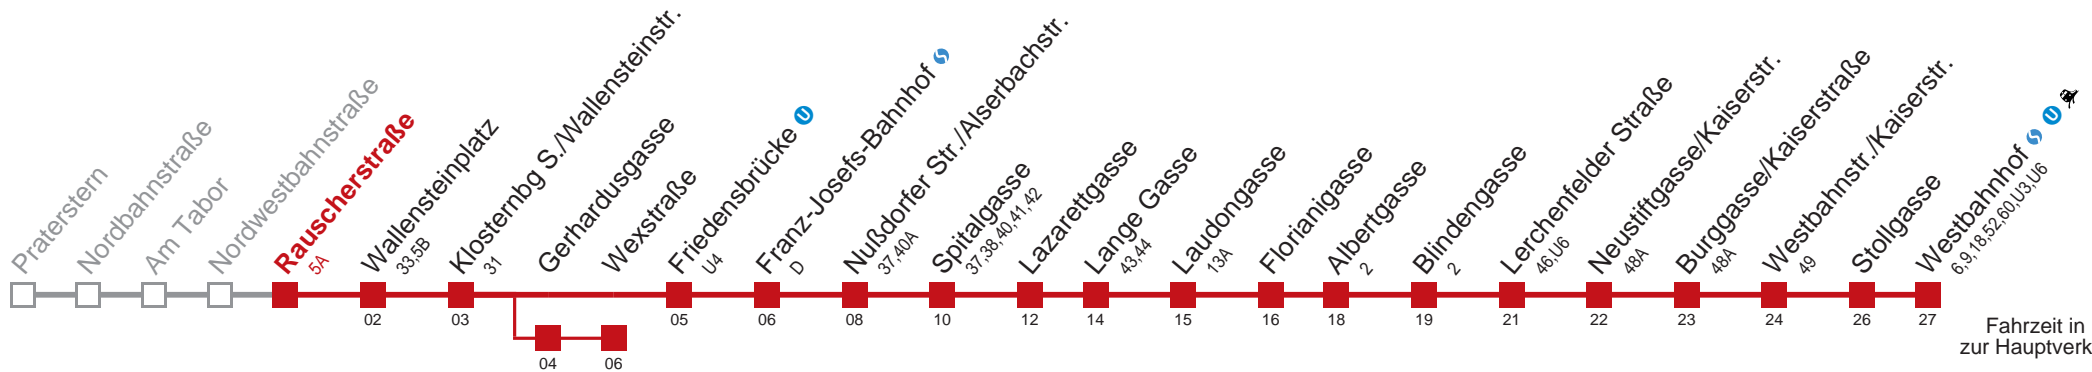 Praterstern
Nordbahnstraße
Am Tabor
Nordwestbahnstraße
Rauscherstraße
5A
Wallensteinplatz
33,5B
Klosternbg S./Wallensteinstr.
31
Gerhardusgasse
Wexstraße
Friedensbrücke U
U4
Franz-Josefs-Bahnhof
D
Nußdorfer Str./Alserbachstr.
37,40A
Spitalgasse
37,38,40,41,42
Lazarettgasse
Lange Gasse
43,44
Laudongasse
13A
Florianigasse
Albertgasse
2
Blindengasse
2
Lerchenfelder Straße
46,U6
Neustiftgasse/Kaiserstr.
48A
Burggasse/Kaiserstraße
48A
Westbahnstr./Kaiserstr.
49
Stollgasse
Westbahnhof U
6,9,18,52,60,U3,U6
02 03 05 06 08 10 12 14 15 16 18 19 21 22 23 24 26 27
04 06
Fahrzeit in
zur Hauptverk